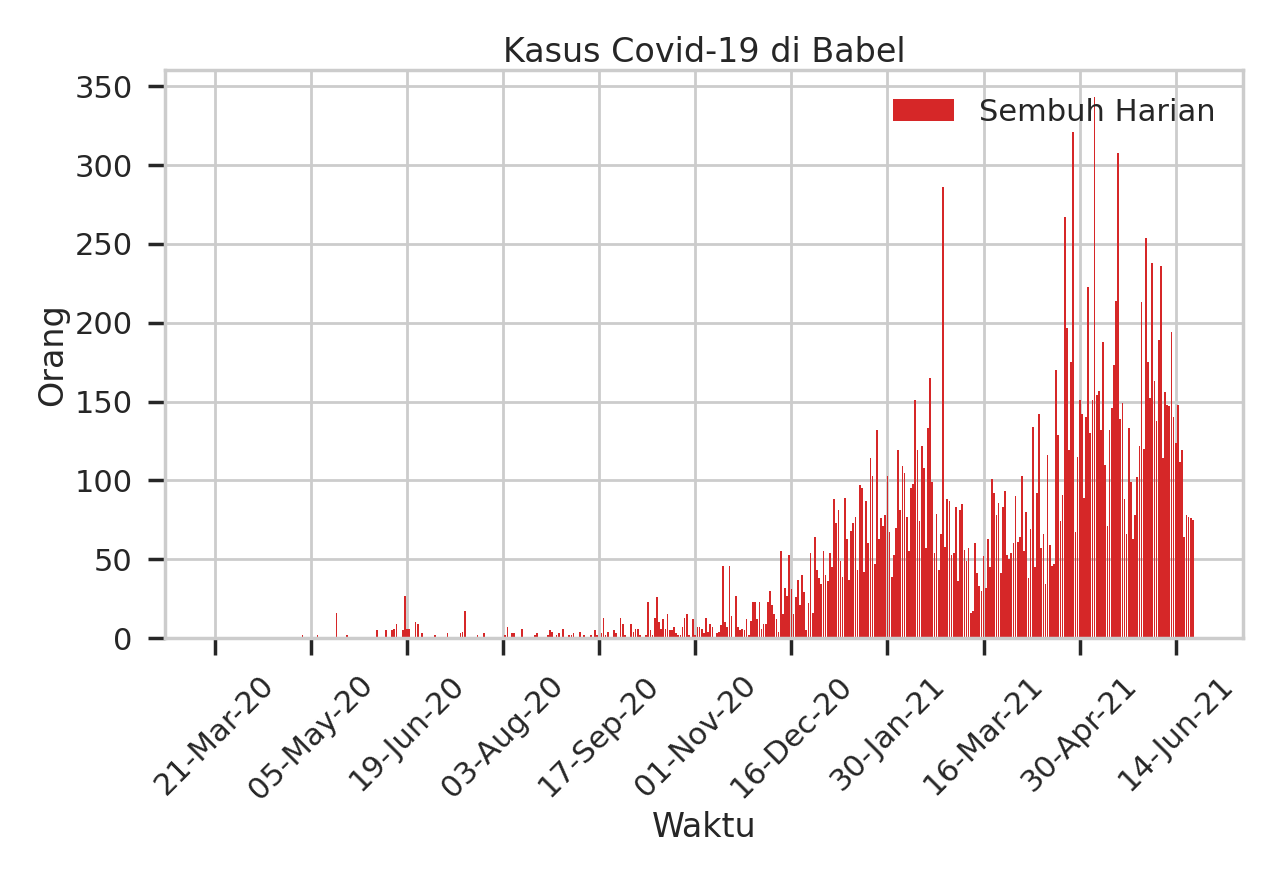 Kasus Covid-19 di Babel
Sembuh Harian
Orang
350
300
250
200
150
100
50
0
21-Mar-20
05-May-20
19-Jun-20
03-Aug-20
17-Sep-20
01-Nov-20
16-Dec-20
30-Jan-21
16-Mar-21
30-Apr-21
14-Jun-21
Waktu